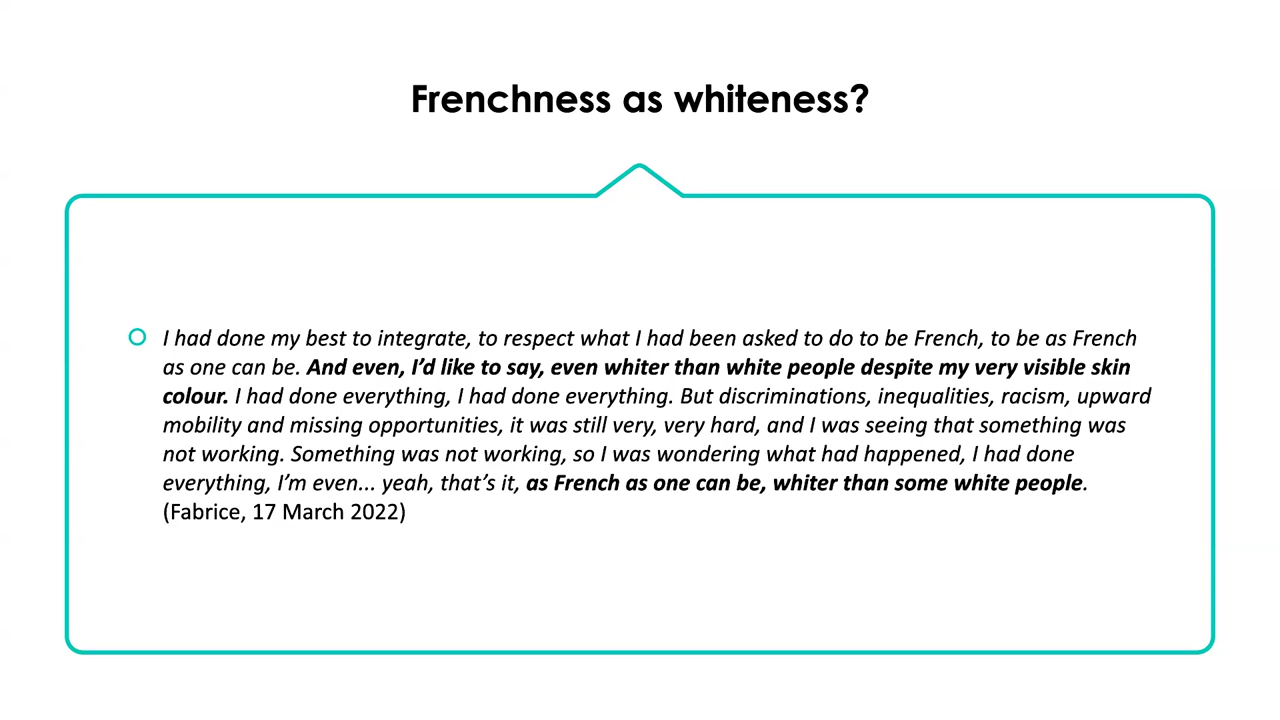 Frenchness as whiteness?
I had done my best to integrate, to respect what I had been asked to do to be French, to be as French
as one can be. And even, I’d like to say, even whiter than white people despite my very visible skin
colour. I had done everything, I had done everything. But discriminations, inequalities, racism, upward
mobility and missing opportunities, it was still very, very hard, and I was seeing that something was
not working. Something was not working, so I was wondering what had happened, I had done
everything, I’m even... yeah, that’s it, as French as one can be, whiter than some white people.
(Fabrice, 17 March 2022)